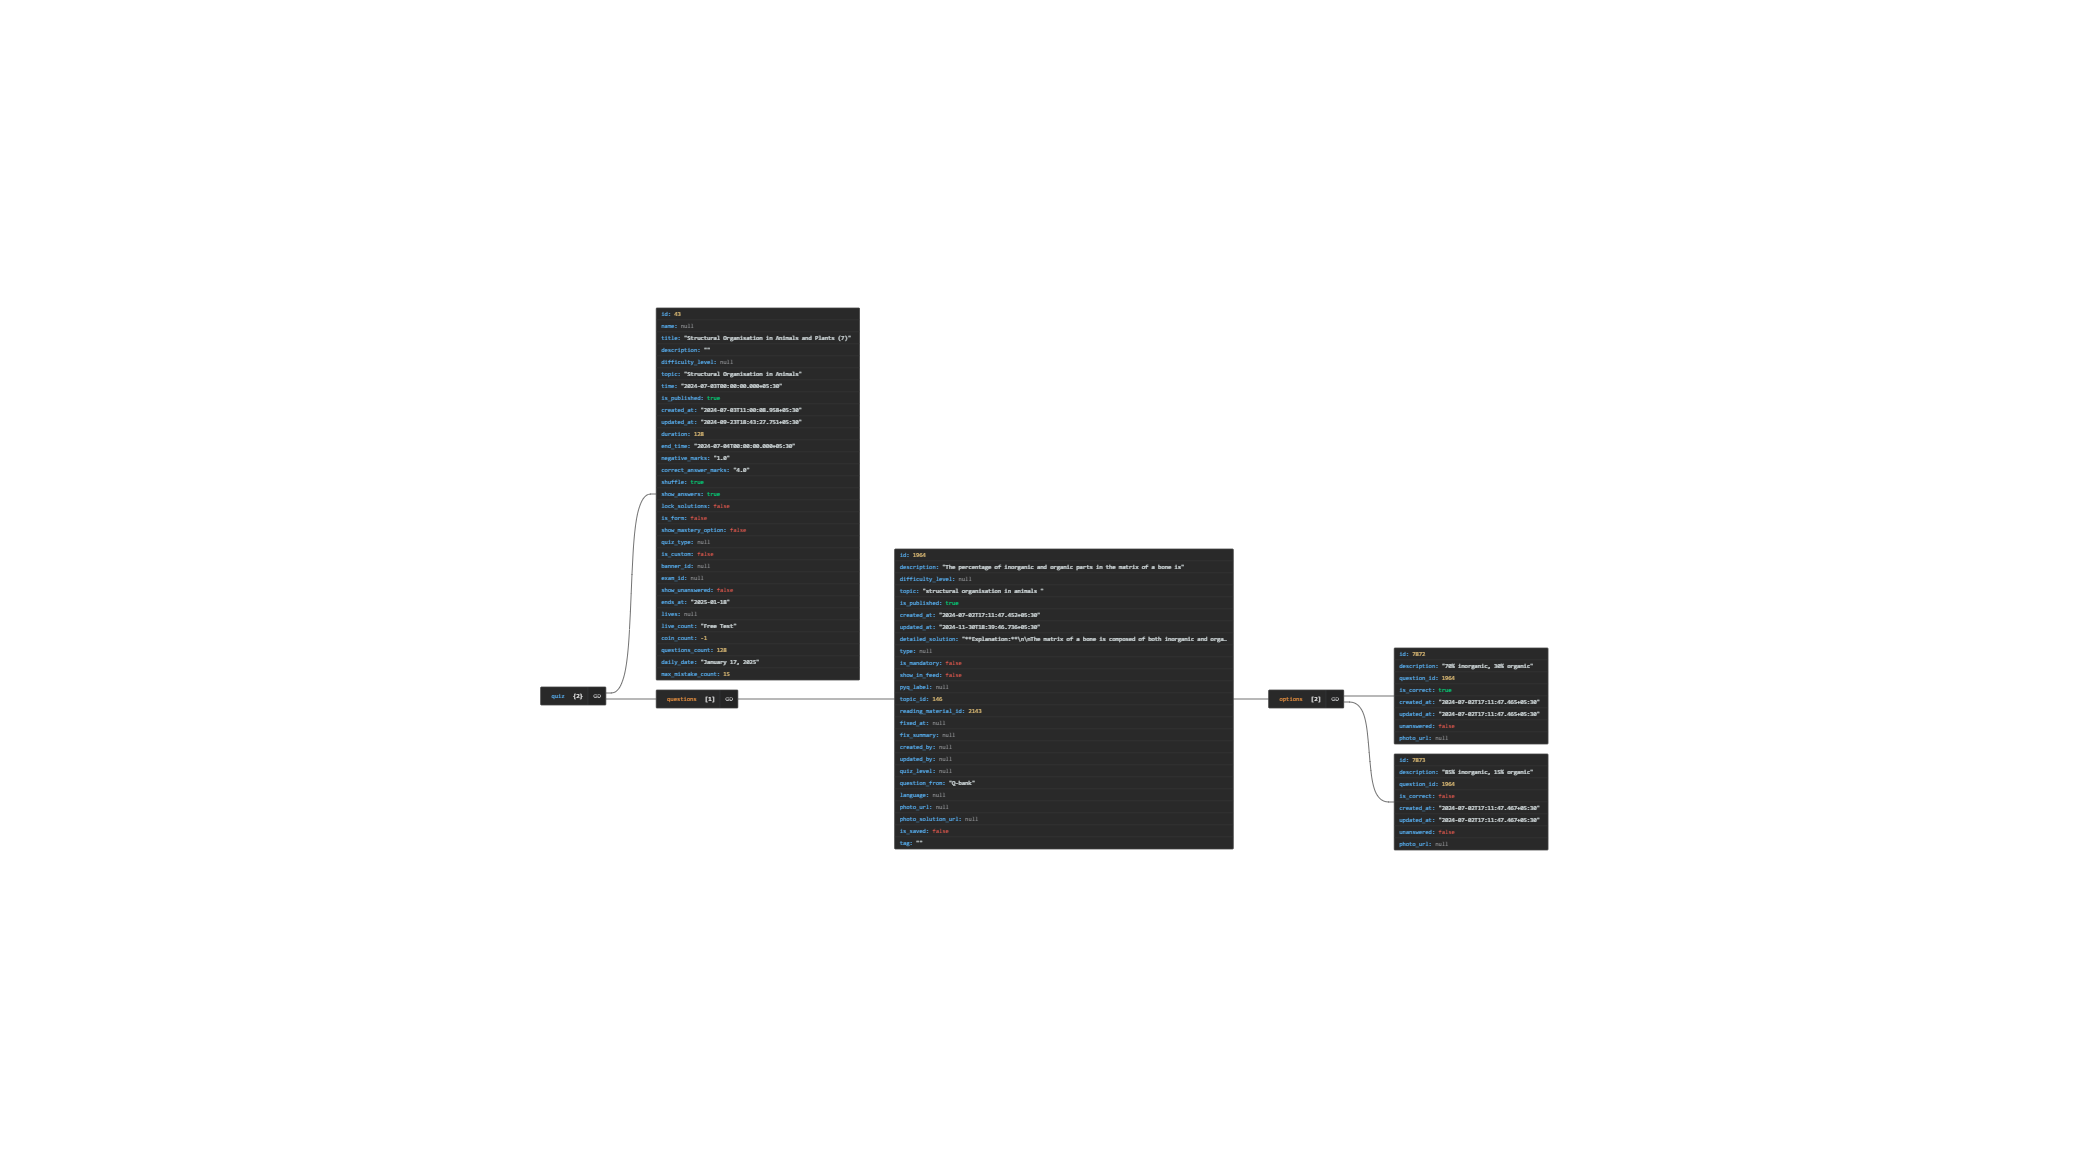 quiz {2}
id: 43
name: null
title: "Structural Organisation in Animals and Plants (7)"
description: ""
difficulty_level: null
topic: "Structural Organisation in Animals"
time: "2024-07-03T00:00:00.000+05:30"
is_published: true
created_at: "2024-07-03T11:00:08.958+05:30"
updated_at: "2024-09-23T18:43:27.751+05:30"
duration: 128
end_time: "2024-07-04T00:00:00.000+05:30"
negative_marks: "1.0"
correct_answer_marks: "4.0"
shuffle: true
show_answers: true
lock_solutions: false
is_form: false
show_mastery_option: false
quiz_type: null
is_custom: false
banner_id: null
exam_id: null
show_unanswered: false
ends_at: "2025-01-18"
lives: null
live_count: "Free Test"
coin_count: -1
questions_count: 128
daily_date: "January 17, 2025"
max_mistake_count: 15
questions [1]
id: 1964
description: "The percentage of inorganic and organic parts in the matrix of a bone is"
difficulty_level: null
topic: "structural organisation in animals "
is_published: true
created_at: "2024-07-02T17:11:47.452+05:30"
updated_at: "2024-11-30T18:39:46.736+05:30"
detailed_solution: "**Explanation:**\n\nThe matrix of a bone is composed of both inorganic and orga…
type: null
is_mandatory: false
show_in_feed: false
pyq_label: null
topic_id: 146
reading_material_id: 2143
fixed_at: null
fix_summary: null
created_by: null
updated_by: null
quiz_level: null
question_from: "Q-bank"
language: null
photo_url: null
photo_solution_url: null
is_saved: false
tag: ""
options [2]
id: 7872
description: "70% inorganic, 30% organic"
question_id: 1964
is_correct: true
created_at: "2024-07-02T17:11:47.465+05:30"
updated_at: "2024-07-02T17:11:47.465+05:30"
unanswered: false
photo_url: null
id: 7873
description: "85% inorganic, 15% organic"
question_id: 1964
is_correct: false
created_at: "2024-07-02T17:11:47.467+05:30"
updated_at: "2024-07-02T17:11:47.467+05:30"
unanswered: false
photo_url: null